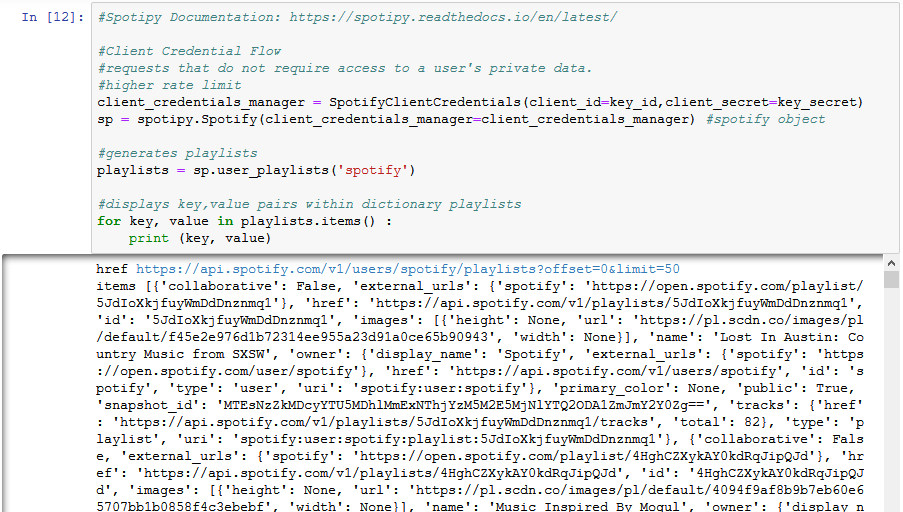 In [12]: #Spotipy Documentation: https://spotipy.readthedocs.io/en/latest/
#Client Credential Flow
#requests that do not require access to a user's private data.
#higher rate limit
client_credentials_manager = SpotifyClientCredentials(client_id=key_id,client_secret=key_secret)
sp = spotipy.Spotify(client_credentials_manager=client_credentials_manager) #spotify object
#generates playlists
playlists = sp.user_playlists('spotify')
#displays key,value pairs within dictionary playlists
for key, value in playlists.items() :
    print (key, value)
href https://api.spotify.com/v1/users/spotify/playlists?offset=0&limit=50
items [{'collaborative': False, 'external_urls': {'spotify': 'https://open.spotify.com/playlist/
5JdIoXkjfuyWmDdDnznmq1'}, 'href': 'https://api.spotify.com/v1/playlists/5JdIoXkjfuyWmDdDnznmq1',
'id': '5JdIoXkjfuyWmDdDnznmq1', 'images': [{'height': None, 'url': 'https://pl.scdn.co/images/pl
/default/f45e2e976d1b72314ee955a23d91a0ce65b90943', 'width': None}], 'name': 'Lost In Austin: Co
untry Music from SXSW', 'owner': {'display_name': 'Spotify', 'external_urls': {'spotify': 'https
://open.spotify.com/user/spotify'}, 'href': 'https://api.spotify.com/v1/users/spotify', 'id': 's
potify', 'type': 'user', 'uri': 'spotify:user:spotify'}, 'primary_color': None, 'public': True,
'snapshot_id': 'MTEsNzZkMDcyYTU5MDhlMmExNThjYzM5M2E5MjNlYTQ2ODA1ZmJmY2Y0Zg==', 'tracks': {'href'
: 'https://api.spotify.com/v1/playlists/5JdIoXkjfuyWmDdDnznmq1/tracks', 'total': 82}, 'type': 'p
laylist', 'uri': 'spotify:user:spotify:playlist:5JdIoXkjfuyWmDdDnznmq1'}, {'collaborative': Fals
e, 'external_urls': {'spotify': 'https://open.spotify.com/playlist/4HghCZXykAY0kdRqJipQJd'}, 'hr
ef': 'https://api.spotify.com/v1/playlists/4HghCZXykAY0kdRqJipQJd', 'id': '4HghCZXykAY0kdRqJipQJ
d', 'images': [{'height': None, 'url': 'https://pl.scdn.co/images/pl/default/4094f9af8b9b7eb60e6
5707bb1b0858f4c3ebebf', 'width': None}], 'name': 'Music Inspired By Mogul', 'owner': {'display_n